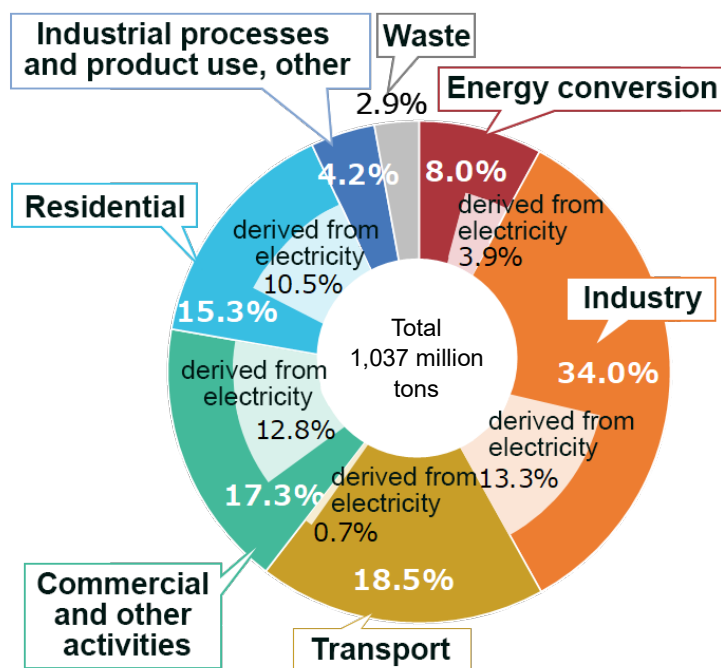 Industrial processes
and product use, other
Waste
2.9%
Energy conversion
8.0%
derived from
electricity
3.9%
Industry
34.0%
derived from
electricity
13.3%
Transport
18.5%
derived from
electricity
0.7%
Commercial
and other
activities
17.3%
derived from
electricity
12.8%
Residential
15.3%
derived from
electricity
10.5%
4.2%
Total
1,037 million
tons